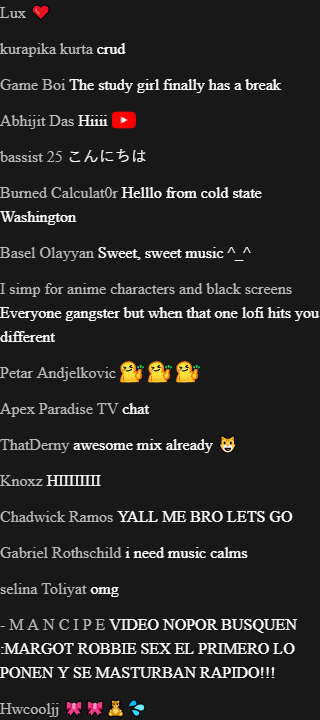 Lux ❤️
kurapika kurta crud
Game Boi The study girl finally has a break
Abhijit Das Hiiii
bassist 25 こんにちは
Burned Calculat0r Helllo from cold state
Washington
Basel Olayyan Sweet, sweet music ^_^
I simp for anime characters and black screens
Everyone gangster but when that one lofi hits you
different
Petar Andjelkovic
Apex Paradise TV chat
ThatDerny awesome mix already 😺
Knoxz HIIIIIIII
Chadwick Ramos YALL ME BRO LETS GO
Gabriel Rothschild i need music calms
selina Toliyat omg
- M A N C I P E VIDEO NOPOR BUSQUEN
:MARGOT ROBBIE SEX EL PRIMERO LO
PONEN Y SE MASTURBAN RAPIDO!!!
Hwcooljj 🎀🎀🧸💦